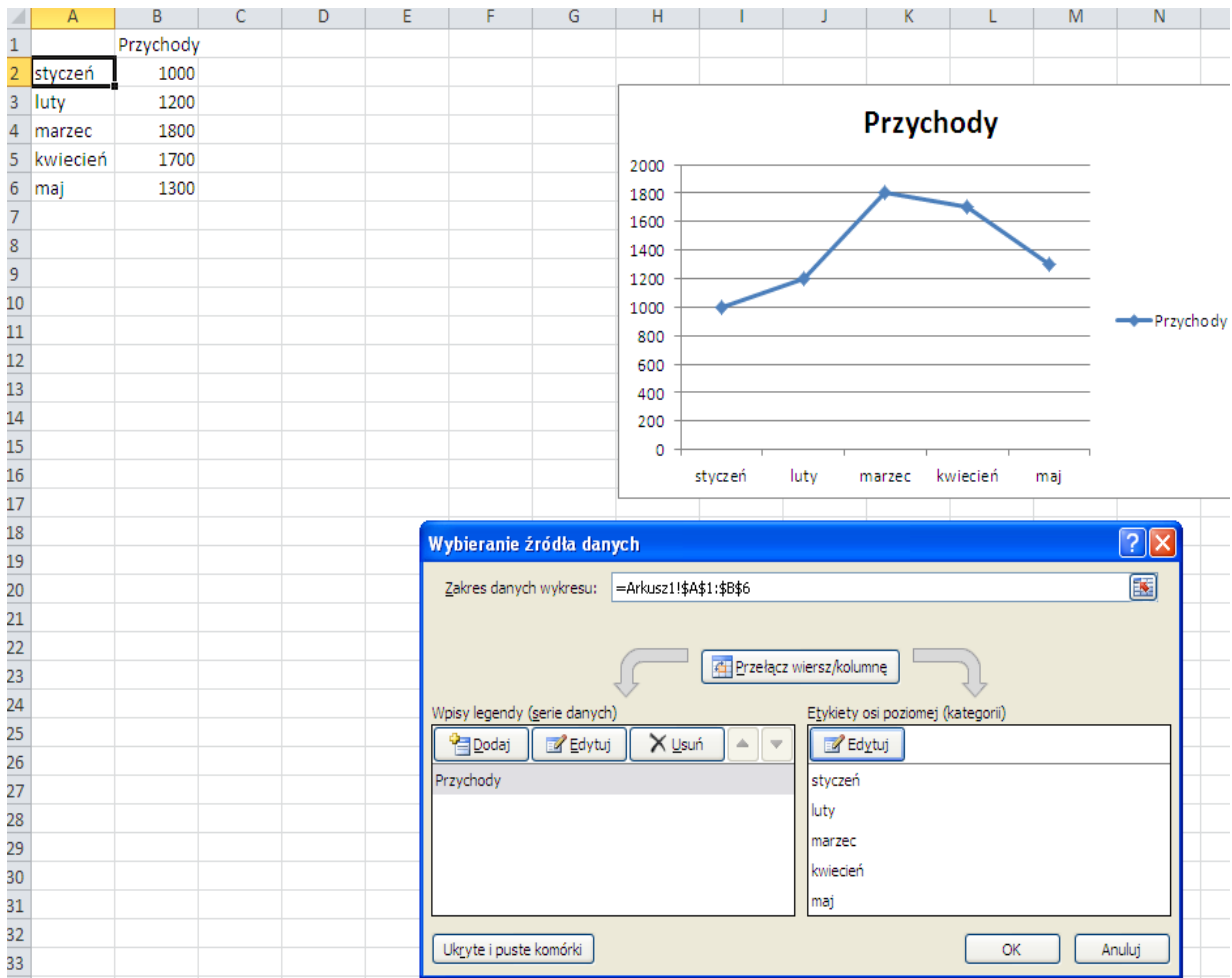 A B C D E F G H I J K L M N
1 Przychody
2 styczeń 1000
3 luty 1200
4 marzec 1800
5 kwiecień 1700
6 maj 1300
7
8
9
10
11
12
13
14
15
16
17
18
19
20
21
22
23
24
25
26
27
28
29
30
31
32
33
Przychody
2000
1800
1600
1400
1200
1000
800
600
400
200
0
styczeń luty marzec kwiecień maj
Przychody
Wybieranie źródła danych
Zakres danych wykresu: =Arkusz1!$A$1:$B$6
Przełącz wiersz/kolumnę
Wpisy legendy (serie danych)
Dodaj Edytuj Usuń
Przychody
Etykiety osi poziomej (kategorii)
Edytuj
styczeń
luty
marzec
kwiecień
maj
Ukryte i puste komórki OK Anuluj